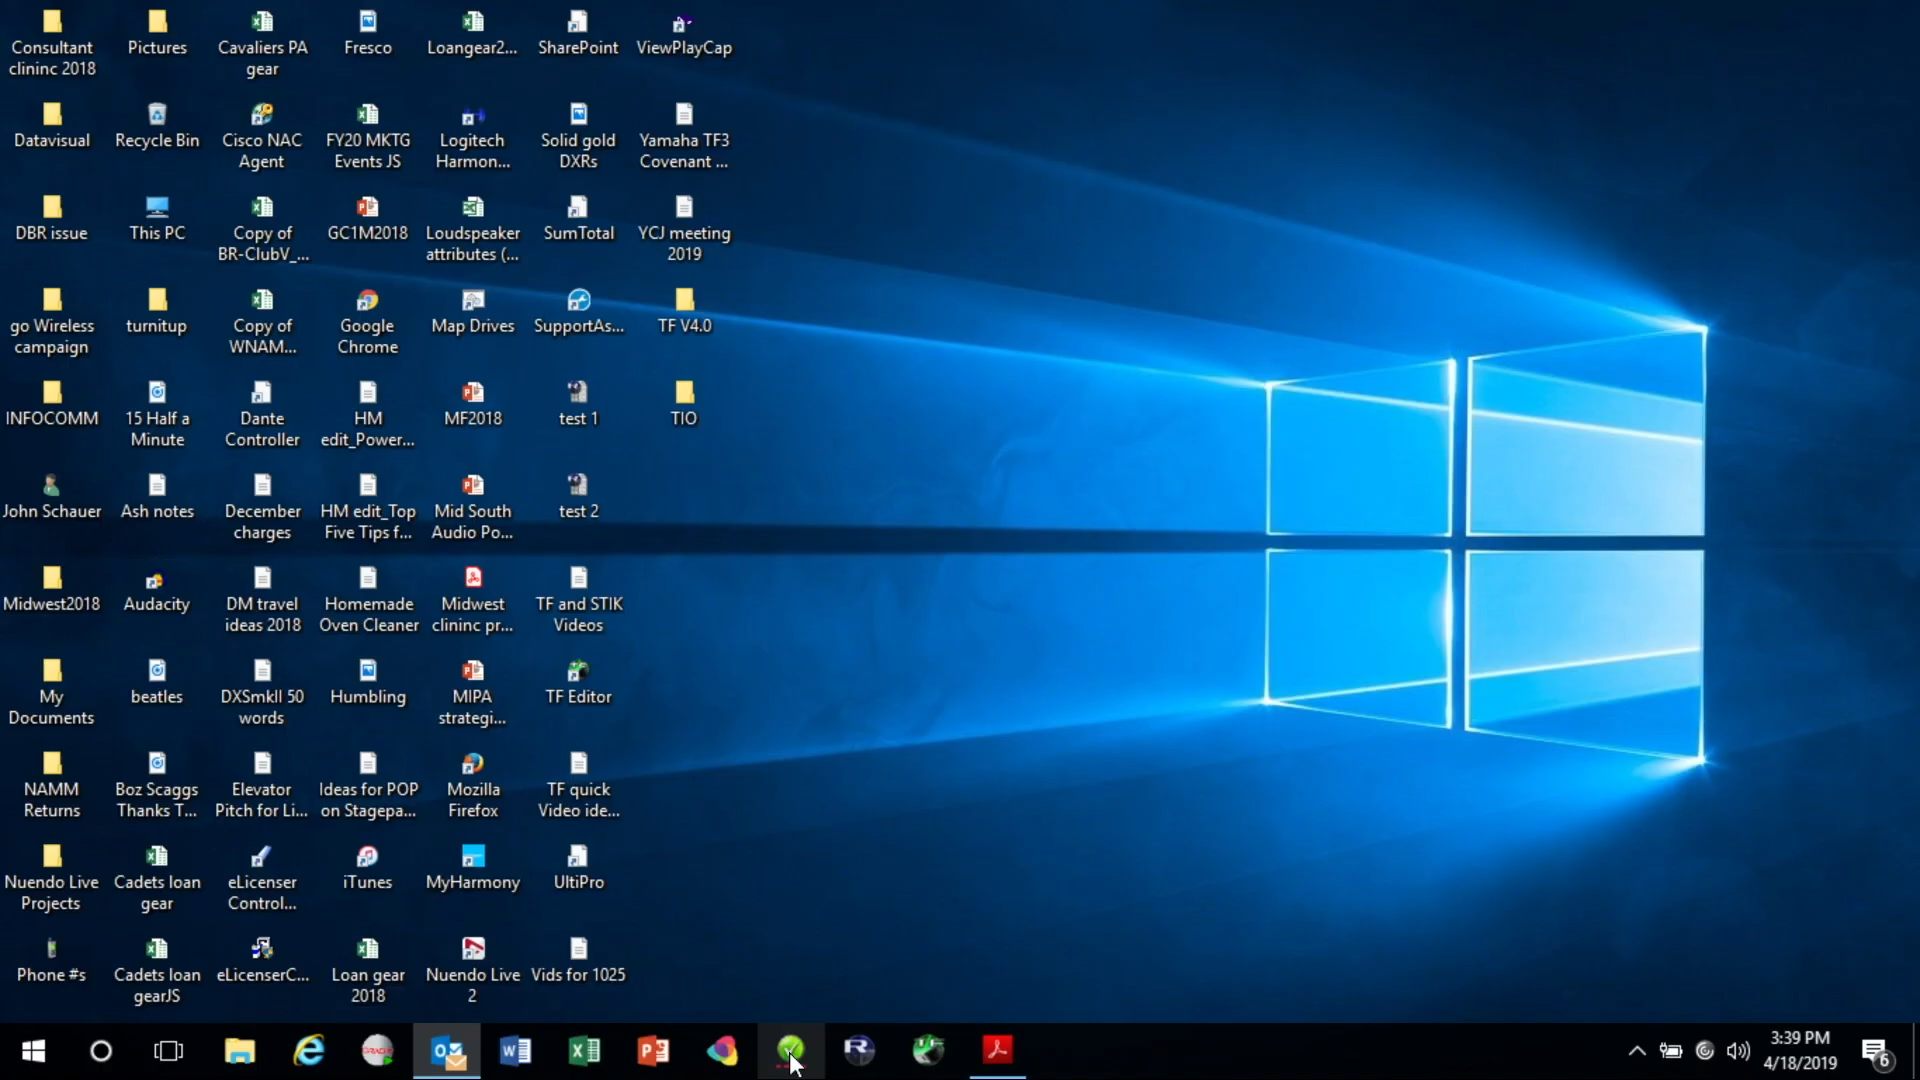 Consultant
clininc 2018
Pictures
Cavaliers PA
gear
Fresco
Loangear2...
SharePoint
ViewPlayCap
Datavisual
Recycle Bin
Cisco NAC
Agent
FY20 MKTG
Events JS
Logitech
Harmon...
Solid gold
DXRs
Yamaha TF3
Covenant ...
DBR issue
This PC
Copy of
BR-ClubV_...
GC1M2018
Loudspeaker
attributes (...
SumTotal
YCJ meeting
2019
go Wireless
campaign
turnitup
Copy of
WNAM...
Google
Chrome
Map Drives
SupportAs...
TF V4.0
INFOCOMM
15 Half a
Minute
Dante
Controller
HM
edit_Power...
MF2018
test 1
TIO
John Schauer
Ash notes
December
charges
HM edit_Top
Five Tips f...
Mid South
Audio Po...
test 2
Midwest2018
Audacity
DM travel
ideas 2018
Homemade
Oven Cleaner
Midwest
clininc pr...
TF and STIK
Videos
My
Documents
beatles
DXSmkII 50
words
Humbling
MIPA
strategi...
TF Editor
NAMM
Returns
Boz Scaggs
Thanks T...
Elevator
Pitch for Li...
Ideas for POP
on Stagepa...
Mozilla
Firefox
TF quick
Video ide...
Nuendo Live
Projects
Cadets loan
gear
eLicenser
Control...
iTunes
MyHarmony
UltiPro
Phone #s
Cadets loan
gearJS
eLicenserC...
Loan gear
2018
Nuendo Live
2
Vids for 1025
3:39 PM
4/18/2019
6